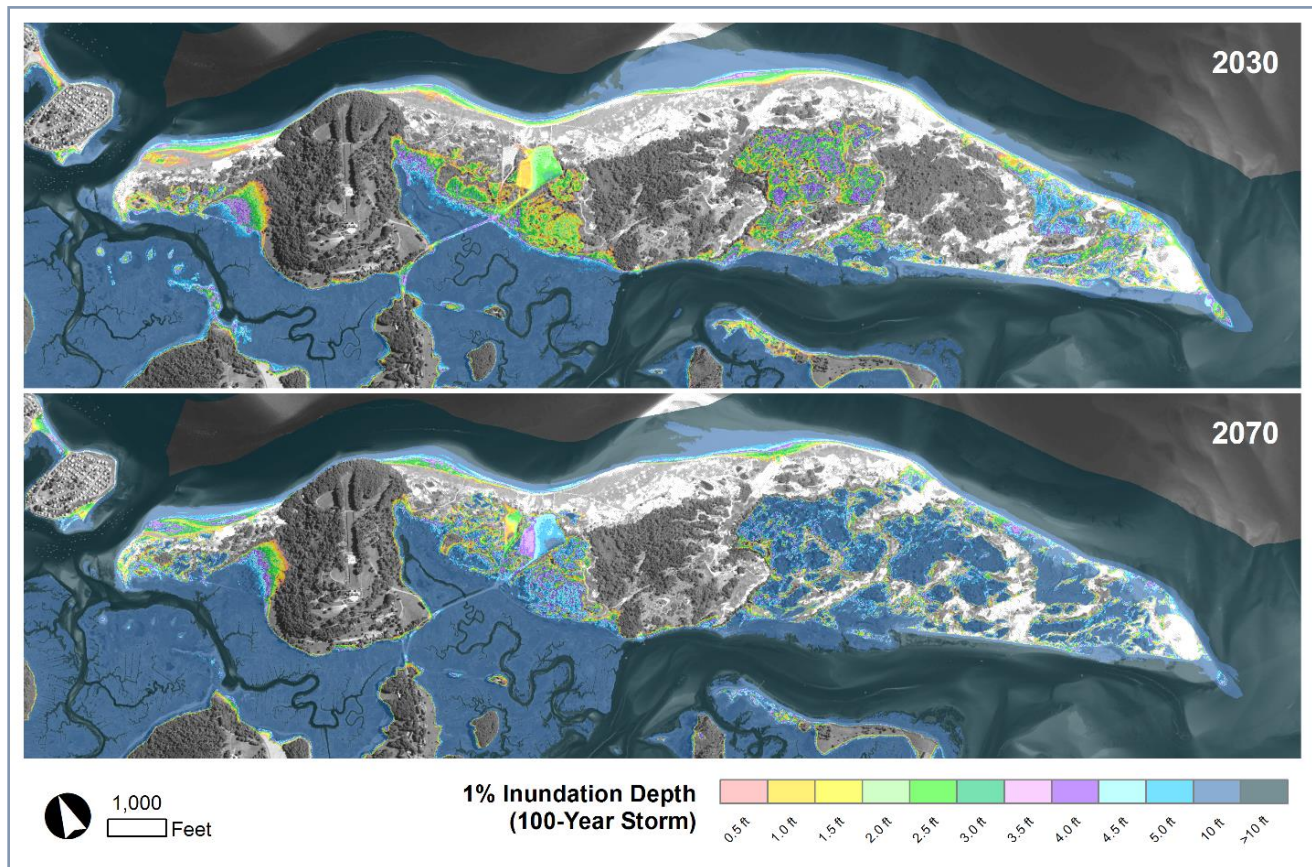 2030
2070
1,000
Feet
1% Inundation Depth
(100-Year Storm)
0.5 ft
1.0 ft
1.5 ft
2.0 ft
2.5 ft
3.0 ft
3.5 ft
4.0 ft
4.5 ft
5.0 ft
10 ft
>10 ft